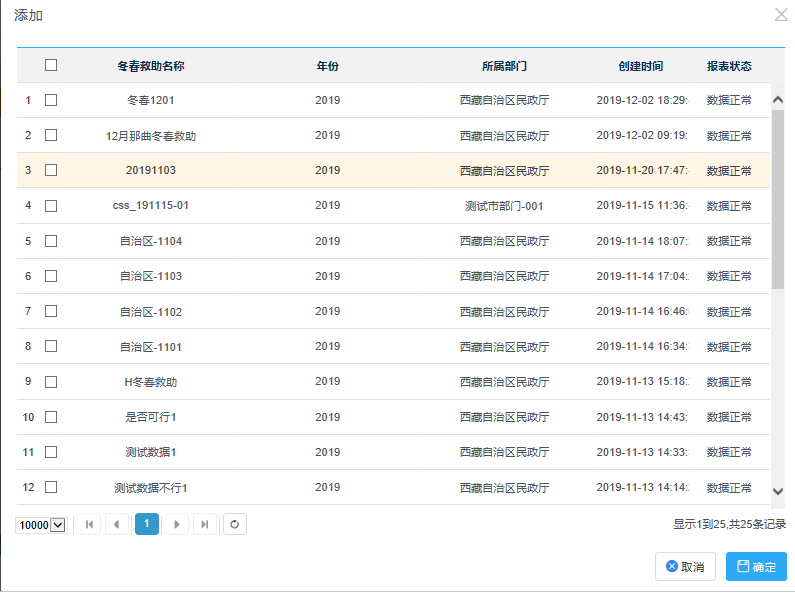 添加
冬春救助名称 年份 所属部门 创建时间 报表状态
1 冬春1201 2019 西藏自治区民政厅 2019-12-02 18:29: 数据正常
2 12月那曲冬春救助 2019 西藏自治区民政厅 2019-12-02 09:19: 数据正常
3 20191103 2019 西藏自治区民政厅 2019-11-20 17:47: 数据正常
4 css_191115-01 2019 测试市部门-001 2019-11-15 11:36: 数据正常
5 自治区-1104 2019 西藏自治区民政厅 2019-11-14 18:07: 数据正常
6 自治区-1103 2019 西藏自治区民政厅 2019-11-14 17:04: 数据正常
7 自治区-1102 2019 西藏自治区民政厅 2019-11-14 16:46: 数据正常
8 自治区-1101 2019 西藏自治区民政厅 2019-11-14 16:34: 数据正常
9 H冬春救助 2019 西藏自治区民政厅 2019-11-13 15:18: 数据正常
10 是否可行1 2019 西藏自治区民政厅 2019-11-13 14:43: 数据正常
11 测试数据1 2019 西藏自治区民政厅 2019-11-13 14:33: 数据正常
12 测试数据不行1 2019 西藏自治区民政厅 2019-11-13 14:14: 数据正常
10000 1 显示1到25,共25条记录
取消 确定